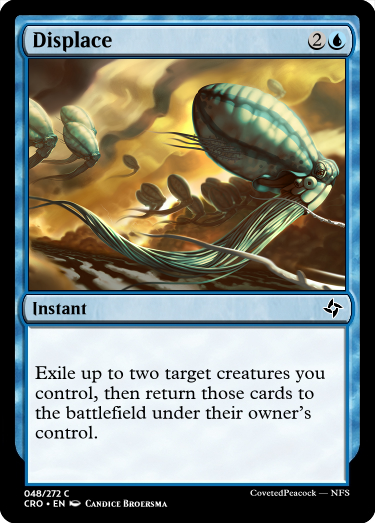 Displace 2
Instant
Exile up to two target creatures you
control, then return those cards to
the battlefield under their owner's
control.
048/272 C
CRO • EN Candice Broersma
CovetedPeacock — NFS